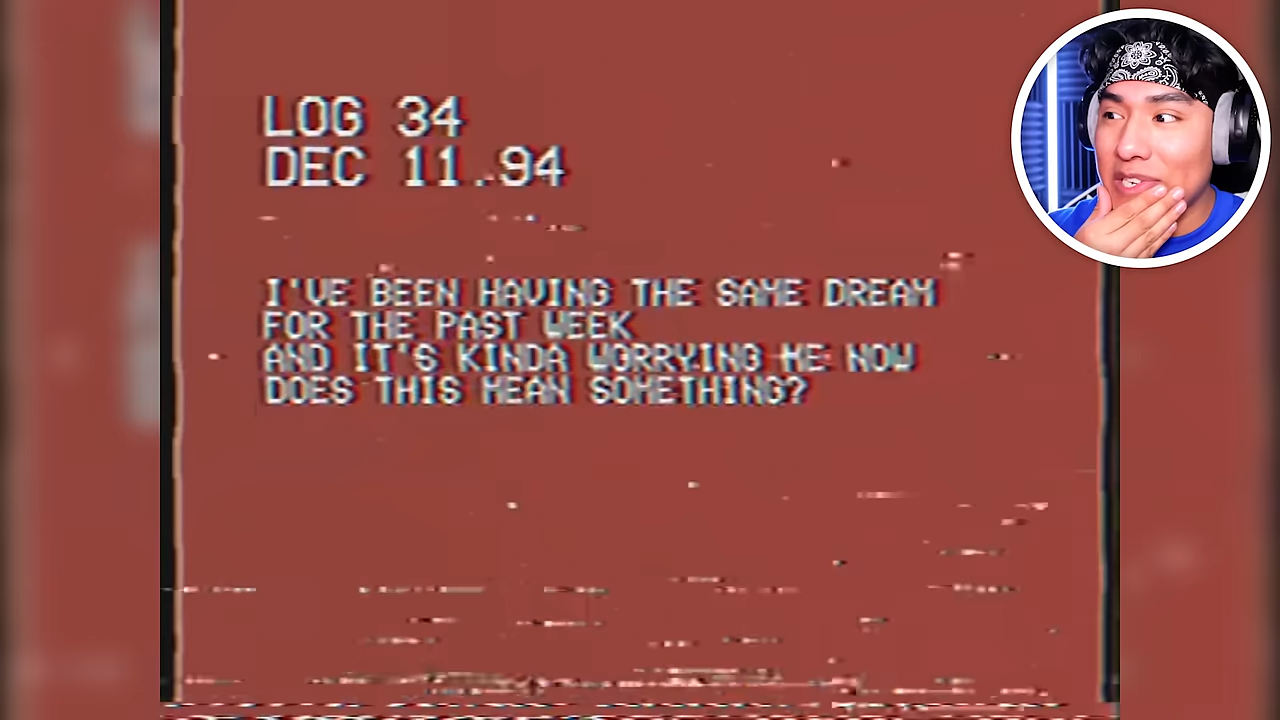 LOG 34
DEC 11.94
I'VE BEEN HAVING THE SAME DREAM
FOR THE PAST WEEK
AND IT'S KINDA WORRYING ME NOW
DOES THIS MEAN SOMETHING?